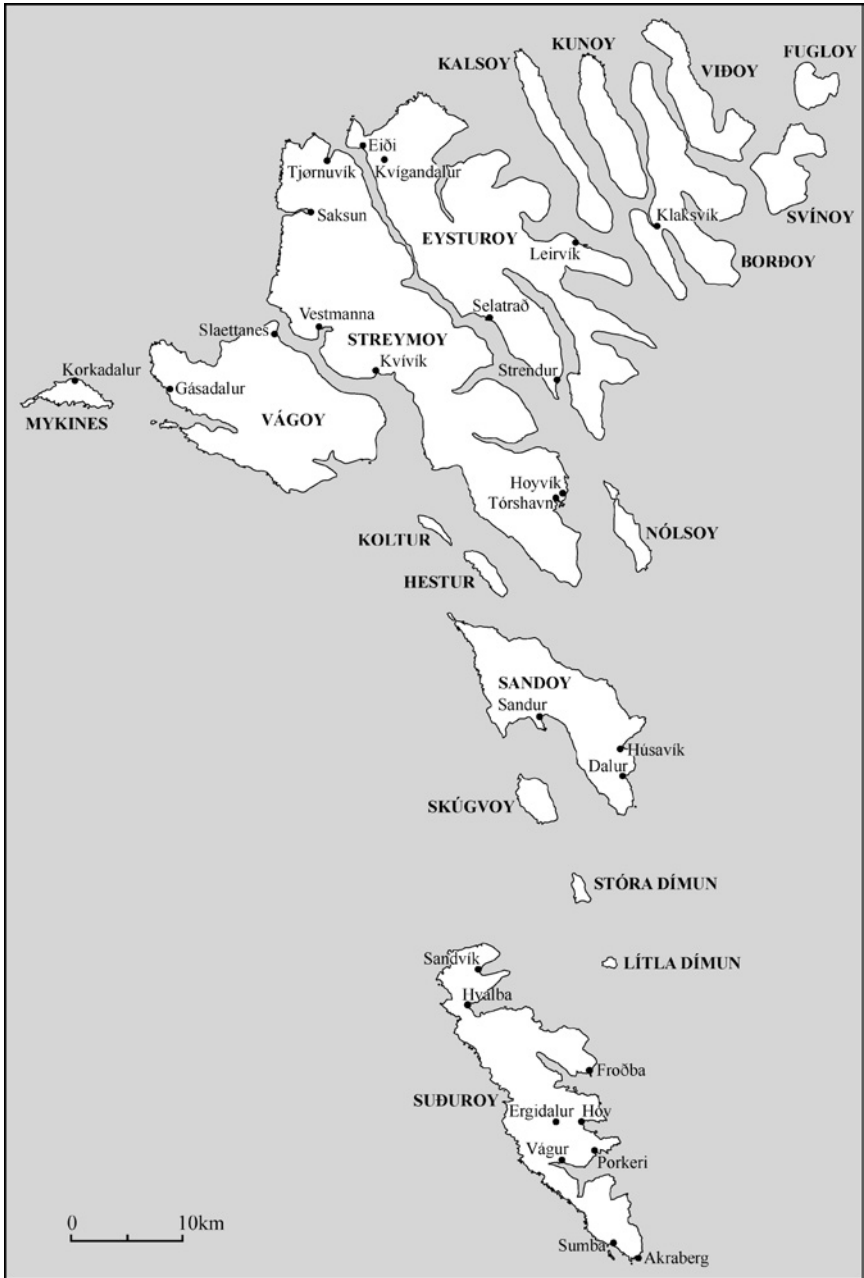 KUNOY
FUGLOY
KALSOY
VIÐOY
Eiði
Tjørnuvík
Kvígandalur
Saksun
Klaksvík
SVÍNOY
EYSTUROY
Leirvík
BORÐOY
Selatrað
Vestmanna
Slaettanes
STREYMOY
Kvívík
Korkadalur
Strendur
Gásadalur
MYKINES
VÁGOY
Hoyvík
Tórshavn
NÓLSOY
KOLTUR
HESTUR
SANDOY
Sandur
Húsavík
Dalur
SKÚGVOY
STÓRA DÍMUN
Sandvík
LÍTLA DÍMUN
Hvalba
Froðba
SUÐUROY
Ergidalur
Hov
Vágur
Porkeri
0 10km
Sumba
Akraberg